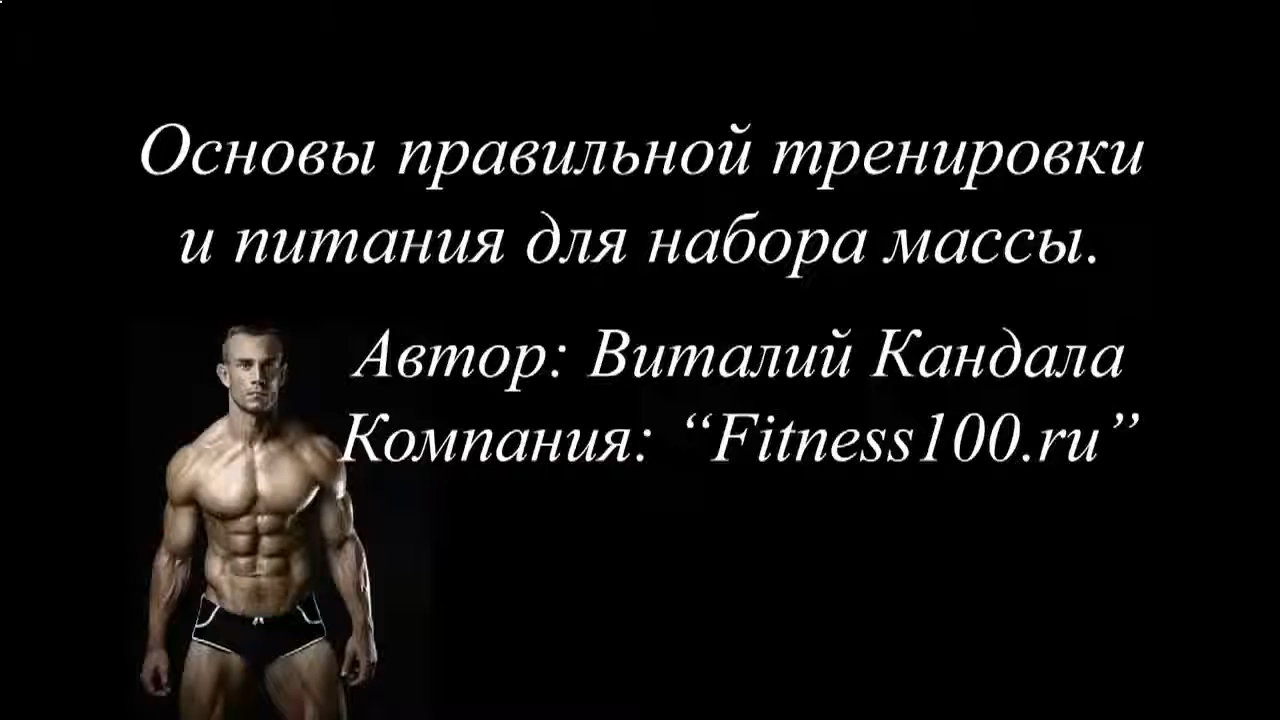 Основы правильной тренировки
и питания для набора массы.
Автор: Виталий Кандала
Компания: “Fitness100.ru”